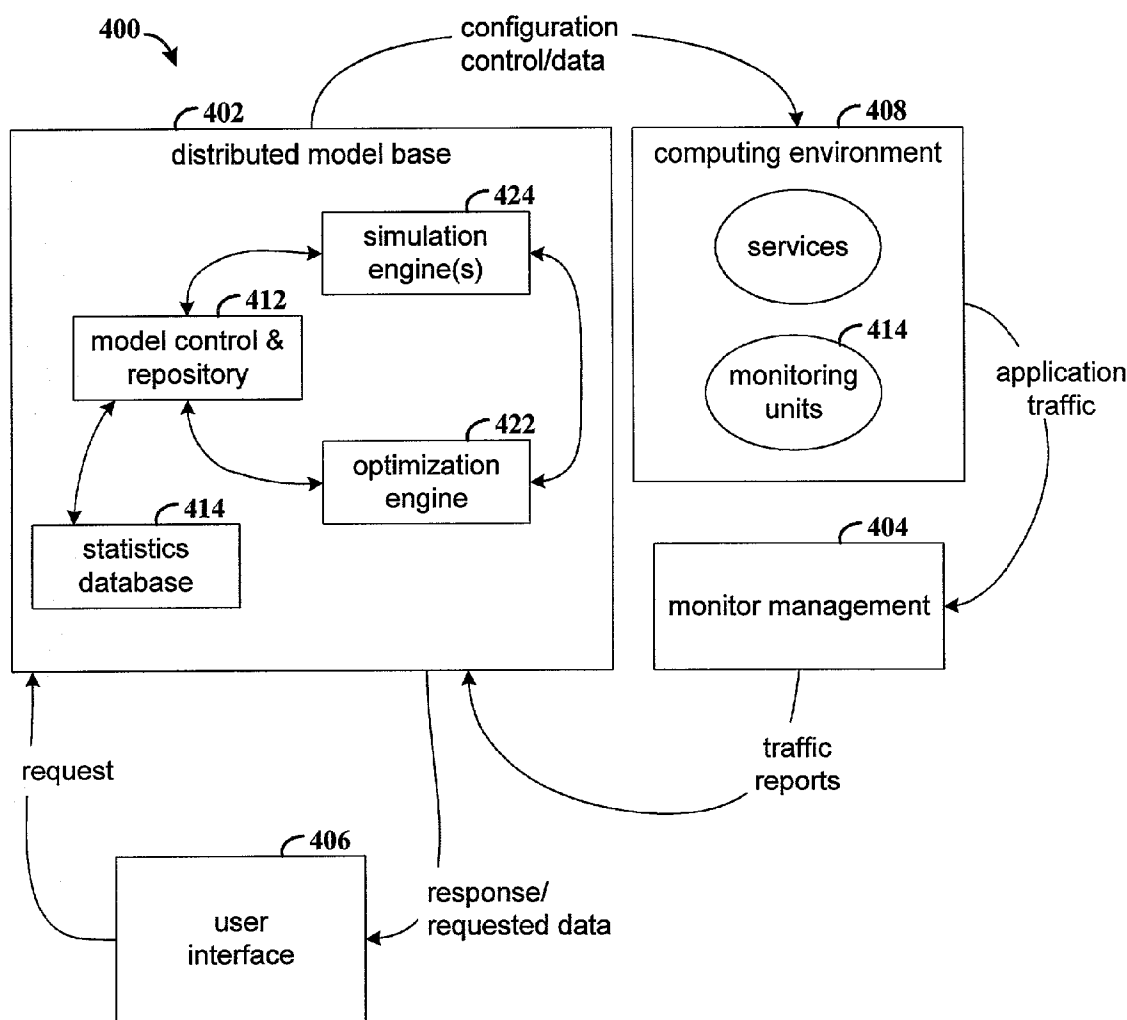 400
configuration
control/data
402
distributed model base
408
computing environment
424
simulation
engine(s)
services
412
model control &
repository
414
monitoring
units
application
traffic
422
optimization
engine
414
statistics
database
404
monitor management
request
traffic
reports
406
user
interface
response/
requested data